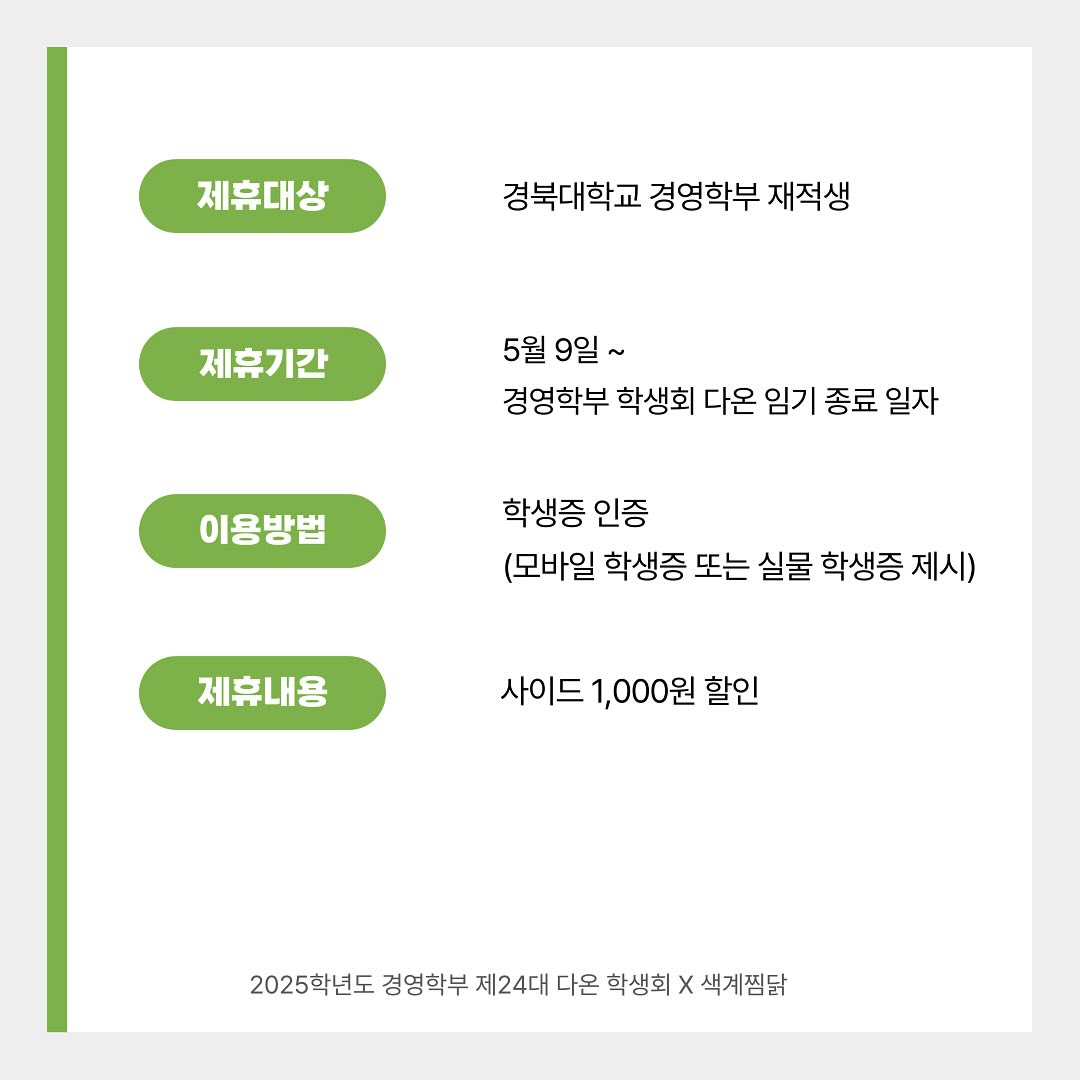 제휴대상
경북대학교 경영학부 재적생
제휴기간
5월 9일 ~
경영학부 학생회 다온 임기 종료 일자
이용방법
학생증 인증
(모바일 학생증 또는 실물 학생증 제시)
제휴내용
사이드 1,000원 할인
2025학년도 경영학부 제24대 다온 학생회 X 색계찜닭